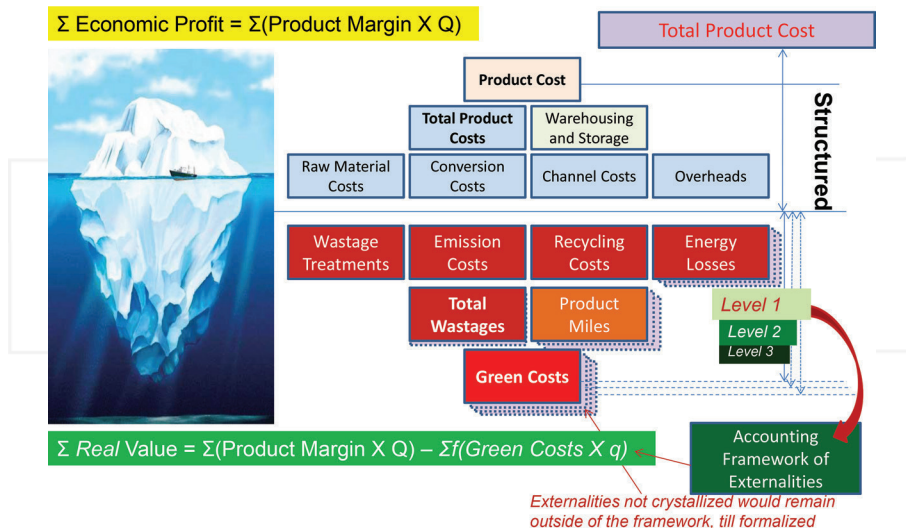 Σ Economic Profit = Σ(Product Margin X Q)
Total Product Cost
Product Cost
Structured
Total Product
Costs
Warehousing
and Storage
Raw Material
Costs
Conversion
Costs
Channel Costs
Overheads
Wastage
Treatments
Emission
Costs
Recycling
Costs
Energy
Losses
Level 1
Level 2
Level 3
Total
Wastages
Product
Miles
Green Costs
Σ Real Value = Σ(Product Margin X Q) – Σf(Green Costs X q)
Accounting
Framework of
Externalities
Externalities not crystallized would remain
outside of the framework, till formalized